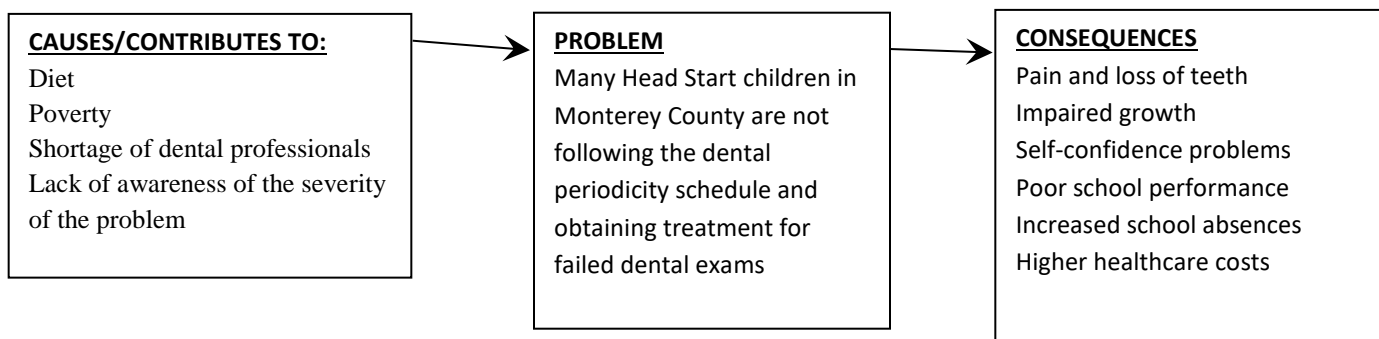 CAUSES/CONTRIBUTES TO:
Diet
Poverty
Shortage of dental professionals
Lack of awareness of the severity
of the problem
PROBLEM
Many Head Start children in
Monterey County are not
following the dental
periodicity schedule and
obtaining treatment for
failed dental exams
CONSEQUENCES
Pain and loss of teeth
Impaired growth
Self-confidence problems
Poor school performance
Increased school absences
Higher healthcare costs